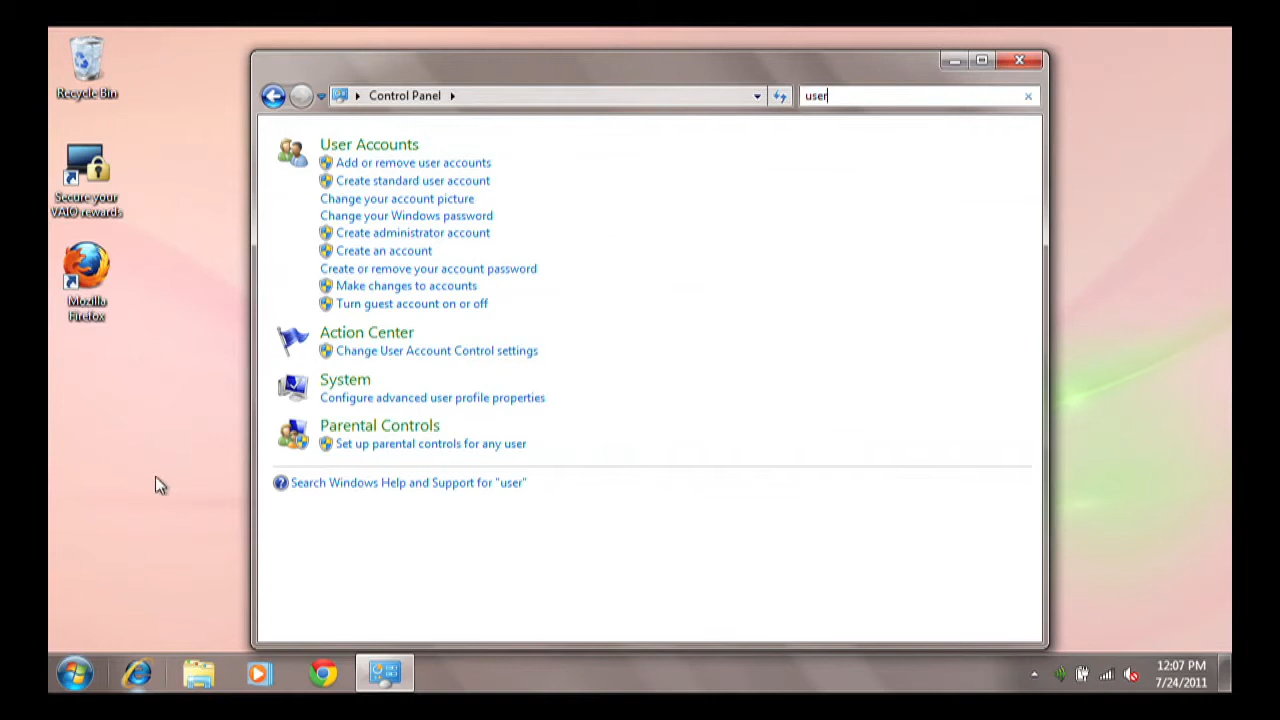 Recycle Bin
Secure your
VAIO rewards
Mozilla
Firefox
Control Panel
user
User Accounts
Add or remove user accounts
Create standard user account
Change your account picture
Change your Windows password
Create administrator account
Create an account
Create or remove your account password
Make changes to accounts
Turn guest account on or off
Action Center
Change User Account Control settings
System
Configure advanced user profile properties
Parental Controls
Set up parental controls for any user
Search Windows Help and Support for "user"
12:07 PM
7/24/2011